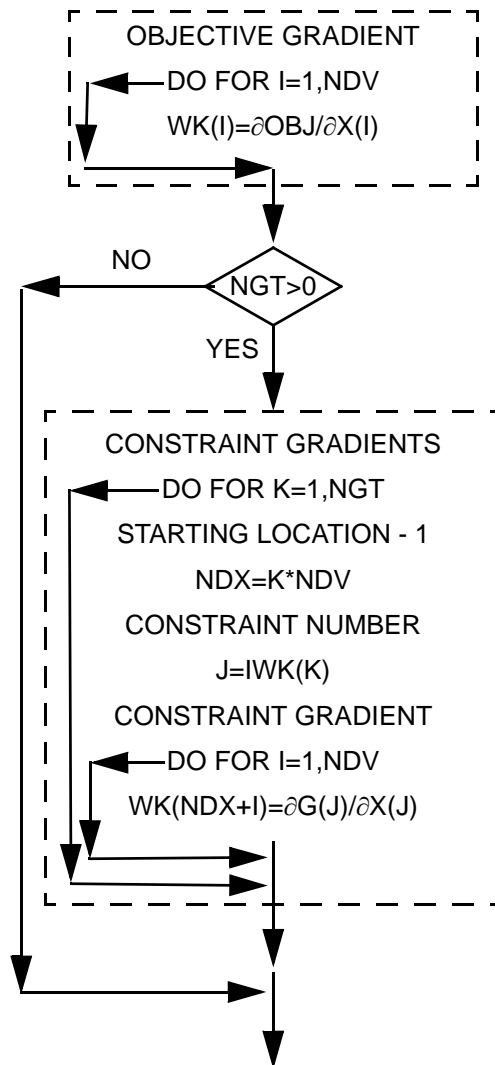 OBJECTIVE GRADIENT
DO FOR I=1,NDV
WK(I)=∂OBJ/∂X(I)
NO
NGT>0
YES
CONSTRAINT GRADIENTS
DO FOR K=1,NGT
STARTING LOCATION - 1
NDX=K*NDV
CONSTRAINT NUMBER
J=IWK(K)
CONSTRAINT GRADIENT
DO FOR I=1,NDV
WK(NDX+I)=∂G(J)/∂X(J)